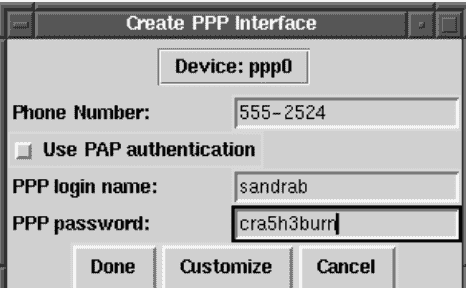 Create PPP Interface
Device: ppp0
Phone Number: 555-2524
Use PAP authentication
PPP login name: sandrab
PPP password: cra5h3burn
Done Customize Cancel